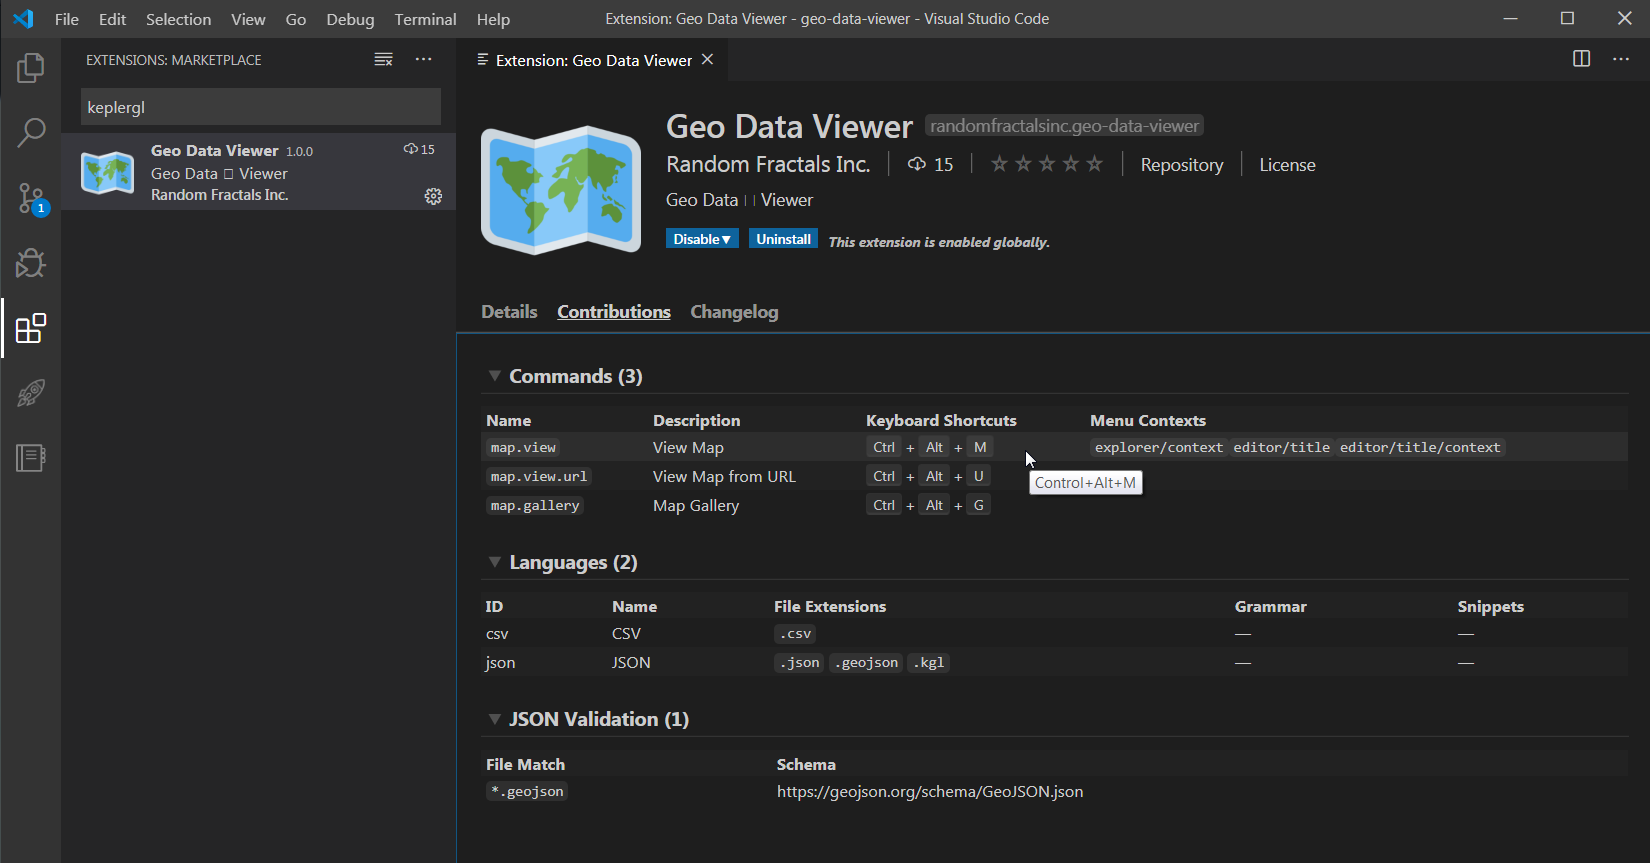 File Edit Selection View Go Debug Terminal Help Extension: Geo Data Viewer - geo-data-viewer - Visual Studio Code
EXTENSIONS: MARKETPLACE
keplergl
Geo Data Viewer 1.0.0 15
Geo Data Viewer
Random Fractals Inc.
1
Extension: Geo Data Viewer
Geo Data Viewer randomfractalsinc.geo-data-viewer
Random Fractals Inc. 15 Repository License
Geo Data Viewer
Disable Uninstall This extension is enabled globally.
Details Contributions Changelog
Commands (3)
Name Description Keyboard Shortcuts Menu Contexts
map.view View Map Ctrl + Alt + M explorer/context editor/title editor/title/context
map.view.url View Map from URL Ctrl + Alt + U
Control+Alt+M
map.gallery Map Gallery Ctrl + Alt + G
Languages (2)
ID Name File Extensions Grammar Snippets
csv CSV .csv — —
json JSON .json .geojson .kgl — —
JSON Validation (1)
File Match Schema
*.geojson https://geojson.org/schema/GeoJSON.json